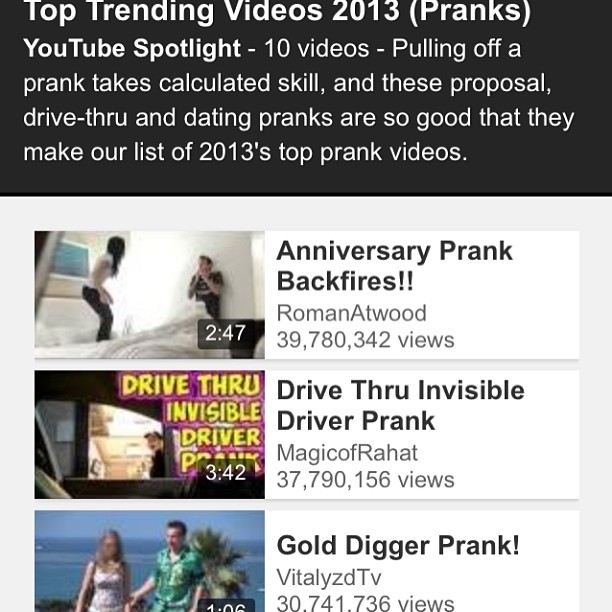 Top Trending Videos 2013 (Pranks)
YouTube Spotlight - 10 videos - Pulling off a
prank takes calculated skill, and these proposal,
drive-thru and dating pranks are so good that they
make our list of 2013's top prank videos.
2:47
Anniversary Prank
Backfires!!
RomanAtwood
39,780,342 views
DRIVE THRU
INVISIBLE
DRIVER
PRANK
3:42
Drive Thru Invisible
Driver Prank
MagicofRahat
37,790,156 views
1:06
Gold Digger Prank!
VitalyzdTv
30,741,736 views